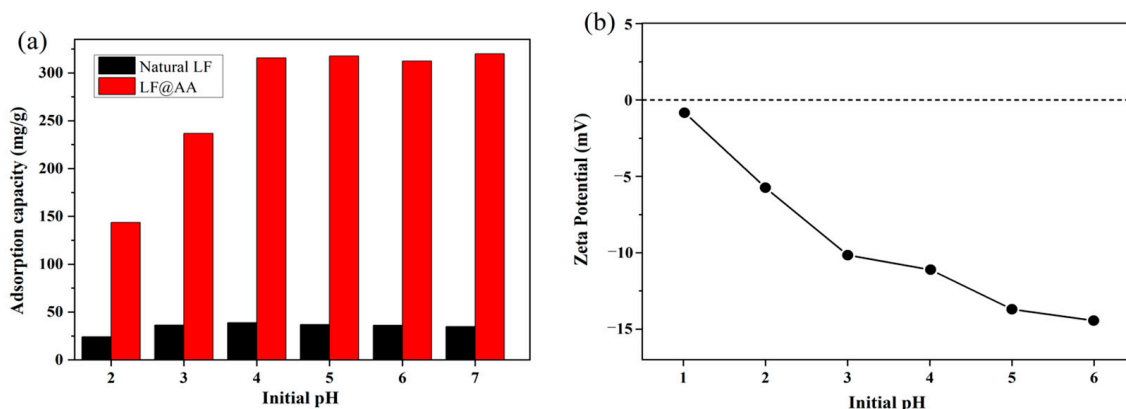 (a)
Natural LF
LF@AA
Adsorption capacity (mg/g)
300
250
200
150
100
50
0
2 3 4 5 6 7
Initial pH
(b)
Zeta Potential (mV)
5
0
−5
−10
−15
1 2 3 4 5 6
Initial pH